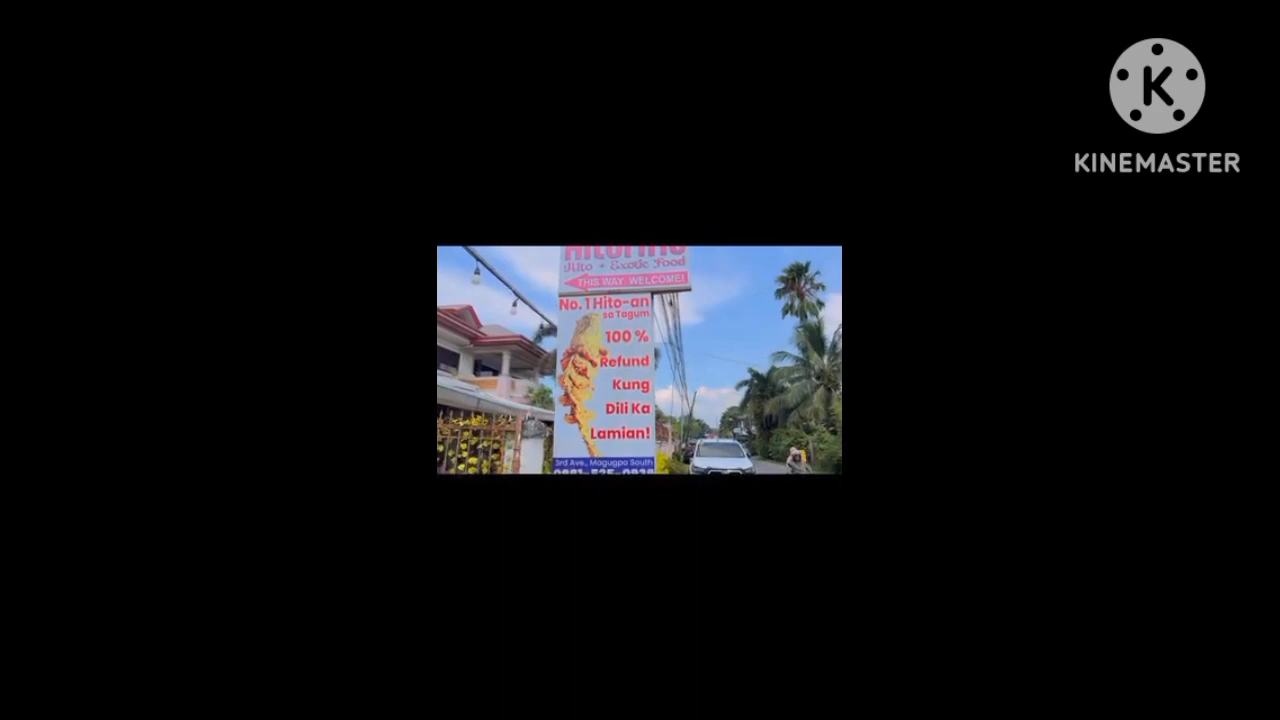 K
KINEMASTER
Hito + Exotic Food
THIS WAY WELCOME!
No. 1 Hito-an
sa Tagum
100 %
Refund
Kung
Dili Ka
Lamian!
3rd Ave., Magugpo South